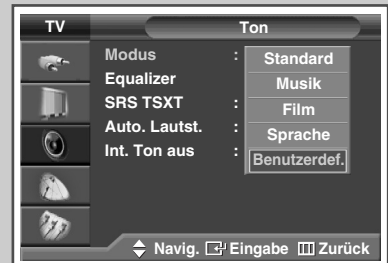 TV
Ton
Modus :
Equalizer
SRS TSXT :
Auto. Lautst. :
Int. Ton aus :
Standard
Musik
Film
Sprache
Benutzerdef.
Navig. Eingabe Zurück